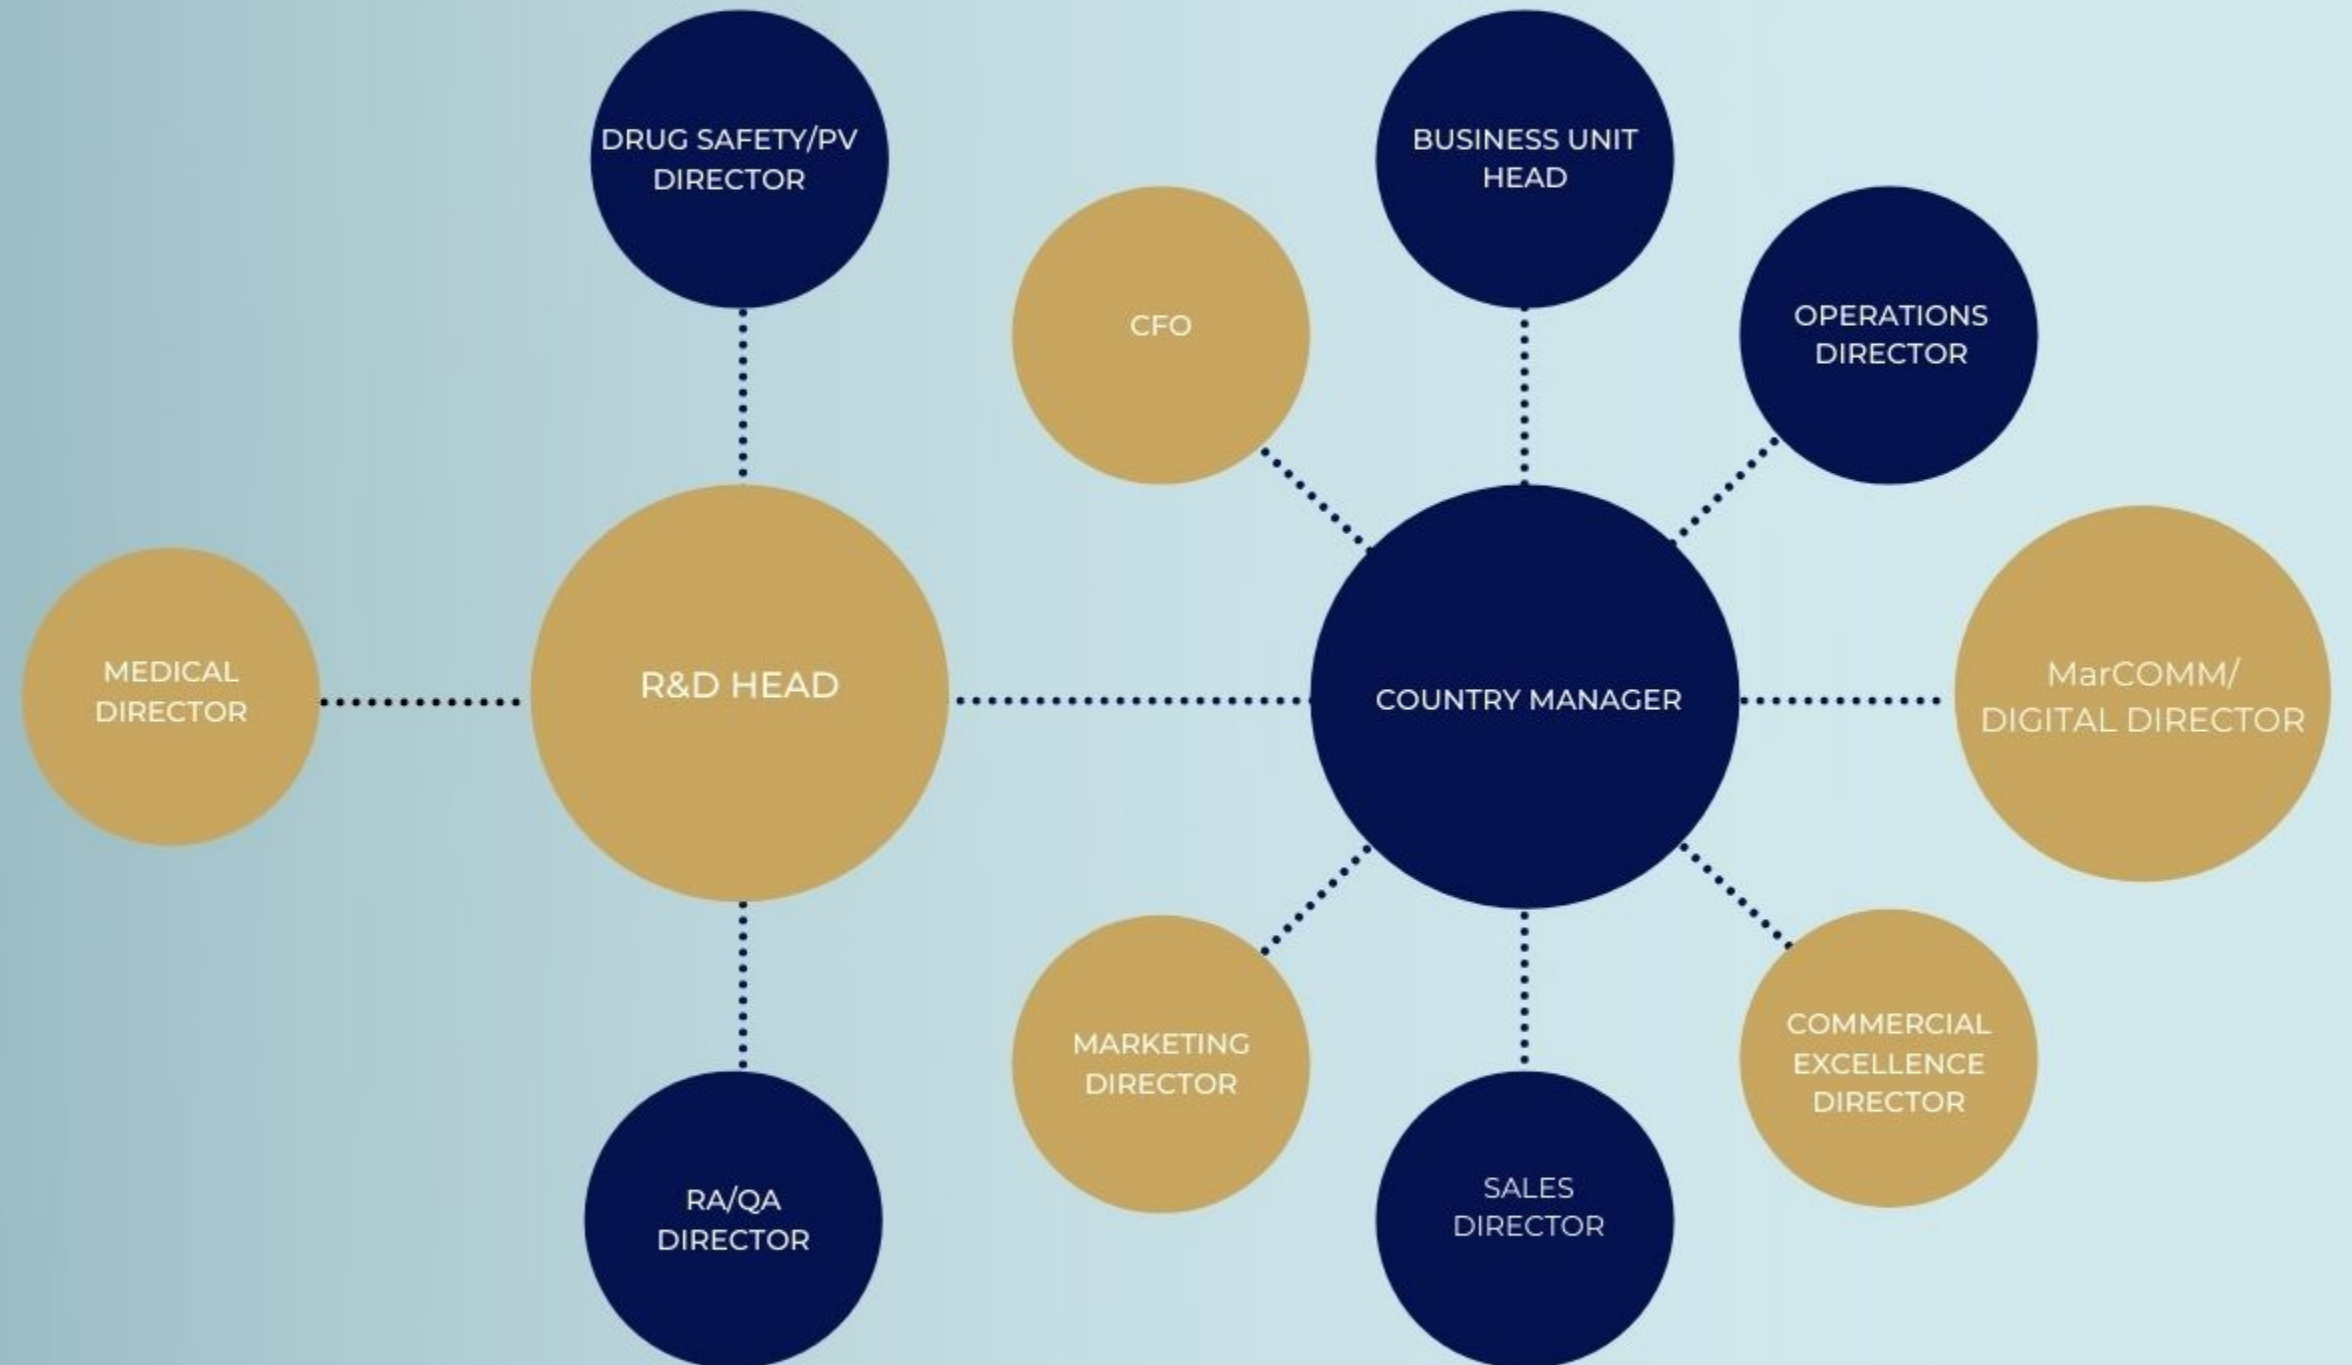 DRUG SAFETY/PV
DIRECTOR
BUSINESS UNIT
HEAD
CFO
OPERATIONS
DIRECTOR
MEDICAL
DIRECTOR
R&D HEAD
COUNTRY MANAGER
MarCOMM/
DIGITAL DIRECTOR
MARKETING
DIRECTOR
COMMERCIAL
EXCELLENCE
DIRECTOR
RA/QA
DIRECTOR
SALES
DIRECTOR